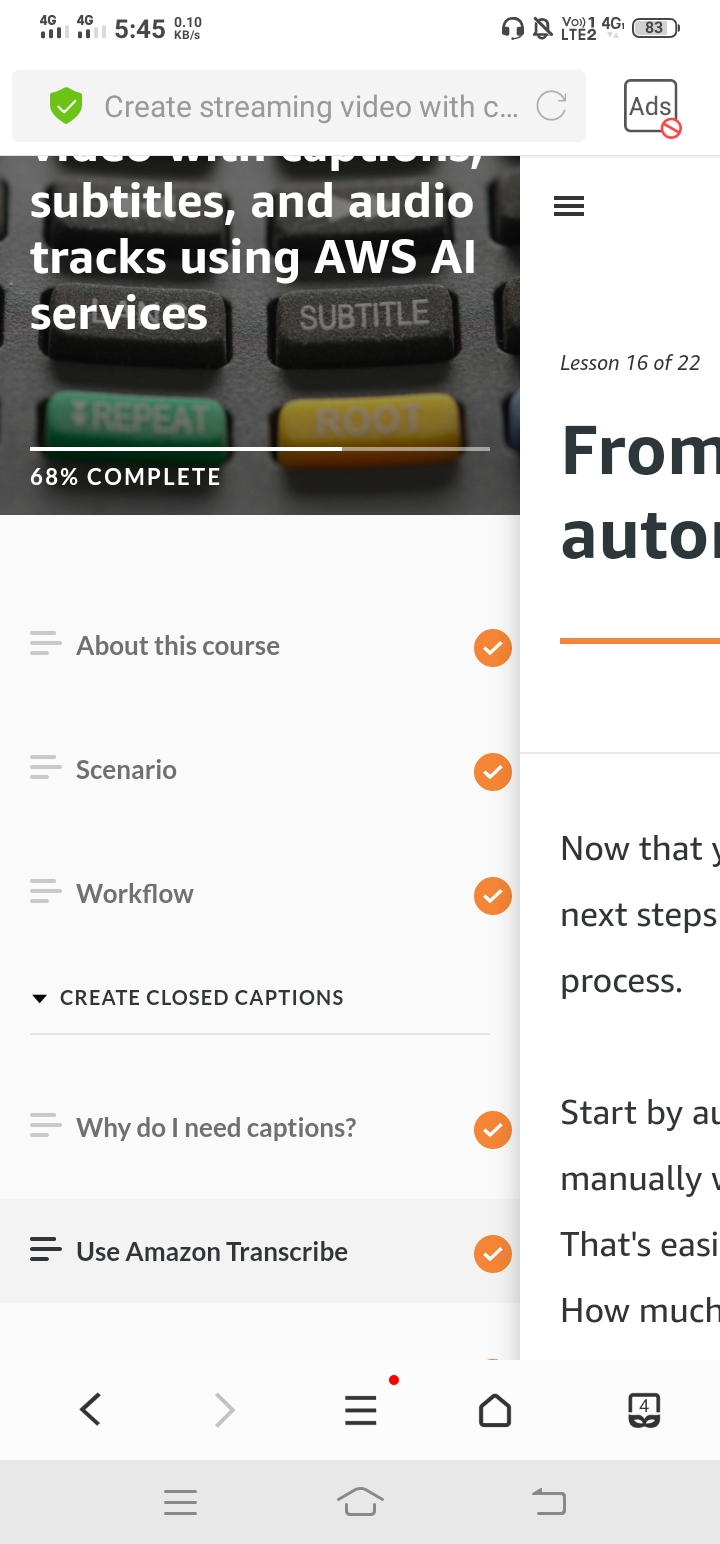 4G 4G 5:45 0.10 KB/s Vo) 1 LTE2 4G 83
Create streaming video with c... Ads
video with captions,
subtitles, and audio
tracks using AWS AI
services
SUBTITLE
REPEAT ROOT
68% COMPLETE
About this course
Scenario
Workflow
CREATE CLOSED CAPTIONS
Why do I need captions?
Use Amazon Transcribe
Lesson 16 of 22
From
autor
Now that y
next steps
process.
Start by au
manually w
That's easi
How much
4